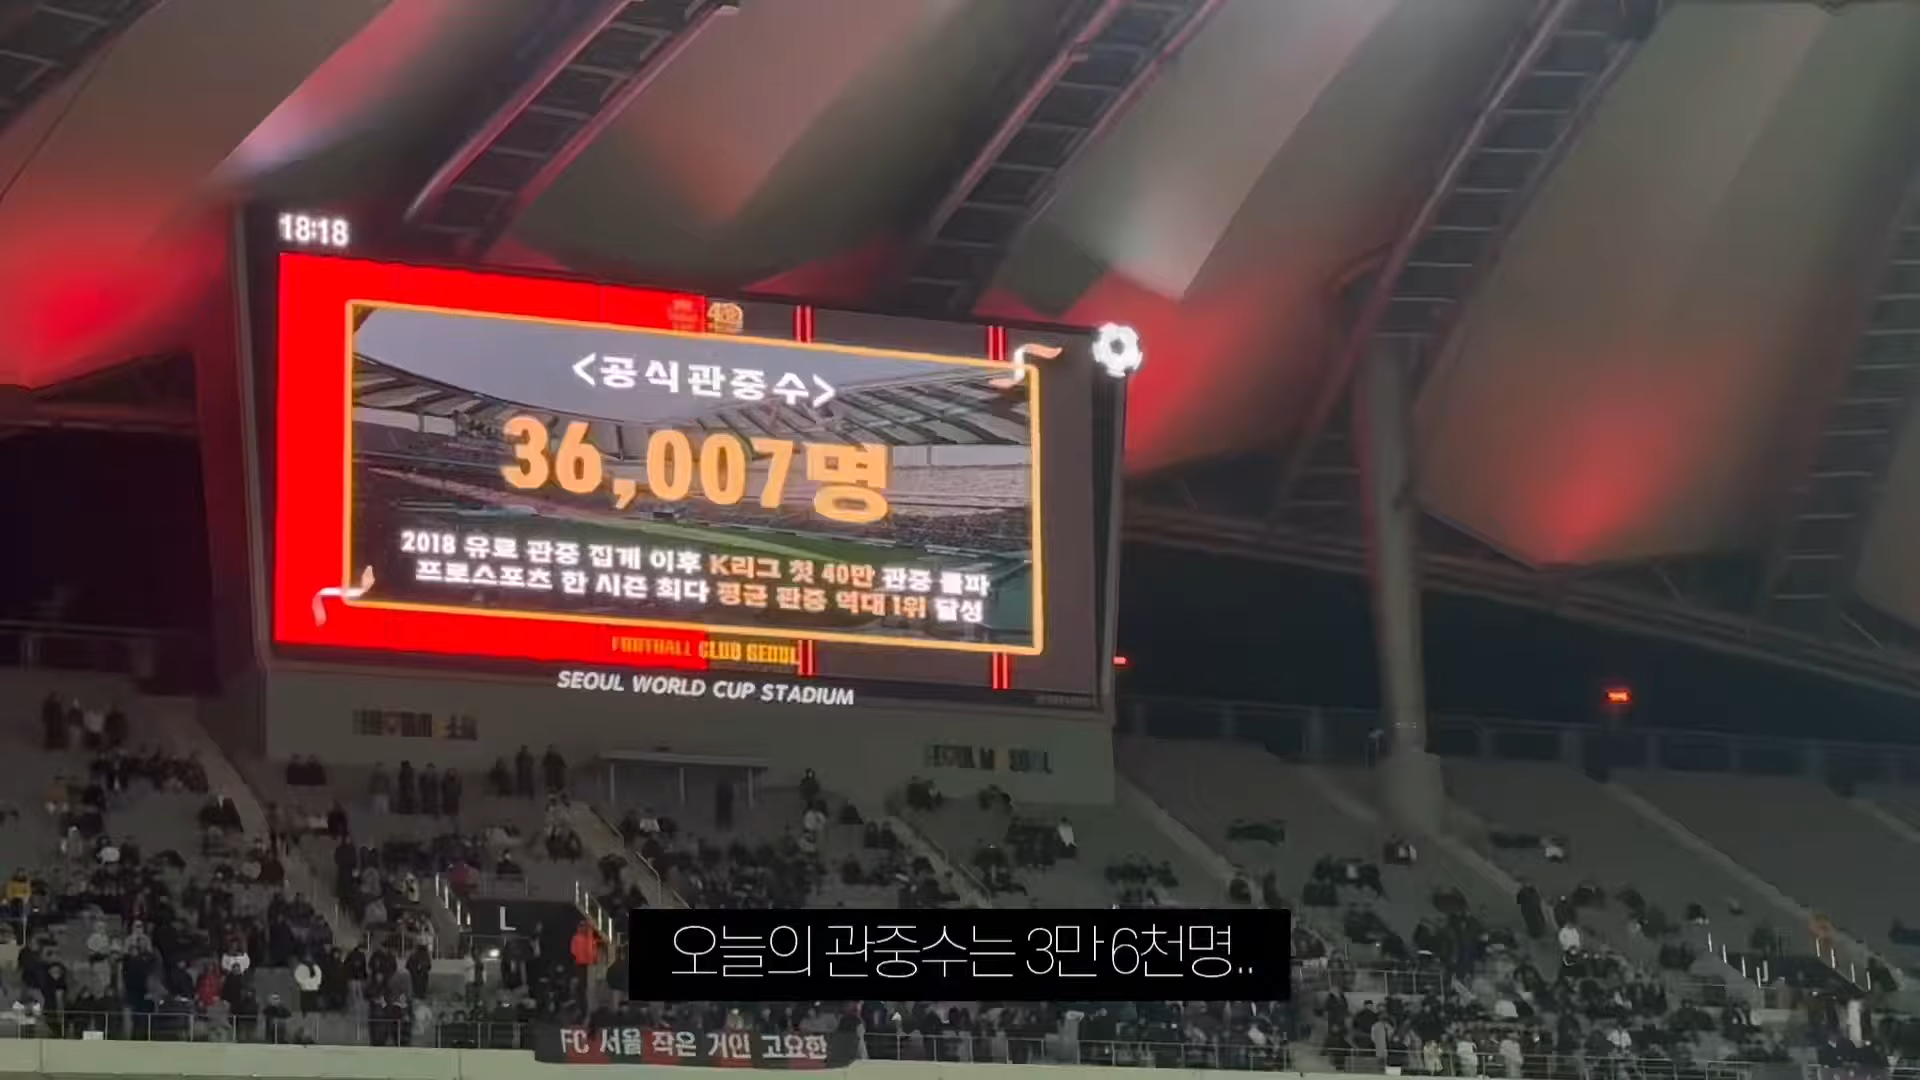 18:18
40
<공식관중수>
36,007명
2018 유료 관중 집계 이후 K리그 첫 40만 관중 돌파
프로스포츠 한 시즌 최다 평균 관중 역대 1위 달성
FOOTBALL CLUB SEOUL
SEOUL WORLD CUP STADIUM
L
오늘의 관중수는 3만 6천명..
FC 서울 작은 거인 고요한